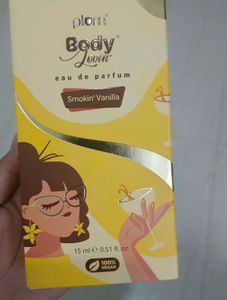 plum
Body
Lovin'
eau de parfum
Smokin' Vanilla
15 ml ℮ 0.51 fl. oz.
100%
VEGAN